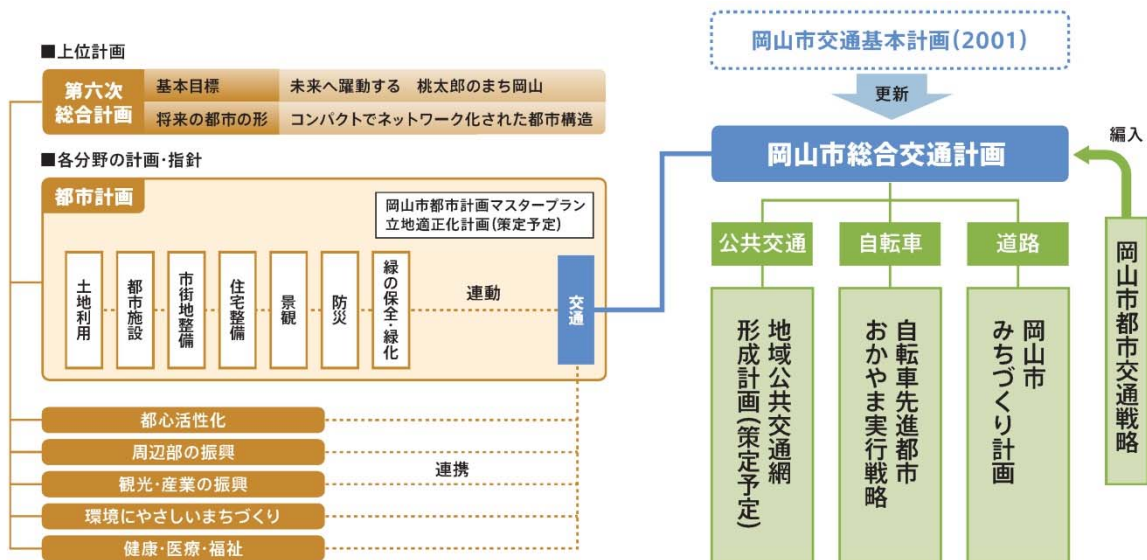 ■上位計画
第六次
総合計画
基本目標
未来へ躍動する 桃太郎のまち岡山
将来の都市の形
コンパクトでネットワーク化された都市構造
■各分野の計画・指針
都市計画
岡山市都市計画マスタープラン
立地適正化計画(策定予定)
土地利用
都市施設
市街地整備
住宅整備
景観
防災
緑の保全・緑化
連動
交通
都心活性化
周辺部の振興
観光・産業の振興
環境にやさしいまちづくり
健康・医療・福祉
連携
岡山市交通基本計画(2001)
更新
岡山市総合交通計画
編入
公共交通
自転車
道路
地域公共交通網
形成計画(策定予定)
自転車先進都市
おかやま実行戦略
岡山市
みちづくり計画
岡山市都市交通戦略